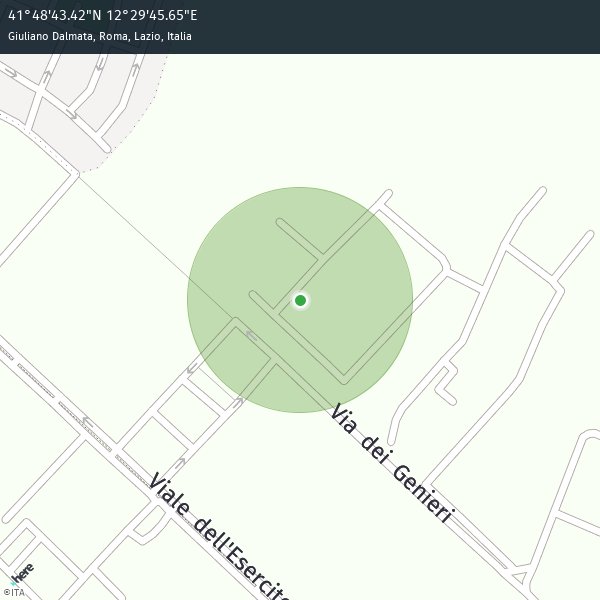 41°48'43.42"N 12°29'45.65"E
Giuliano Dalmata, Roma, Lazio, Italia
Via dei Genieri
Viale dell'Esercito
here
©ITA